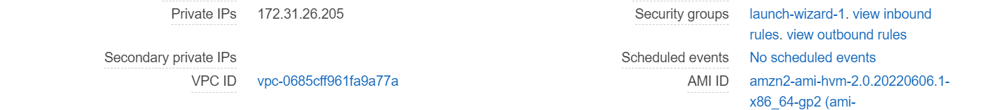 Private IPs 172.31.26.205
Security groups launch-wizard-1. view inbound
rules. view outbound rules
Secondary private IPs
Scheduled events No scheduled events
VPC ID vpc-0685cff961fa9a77a
AMI ID amzn2-ami-hvm-2.0.20220606.1-
x86_64-gp2 (ami-